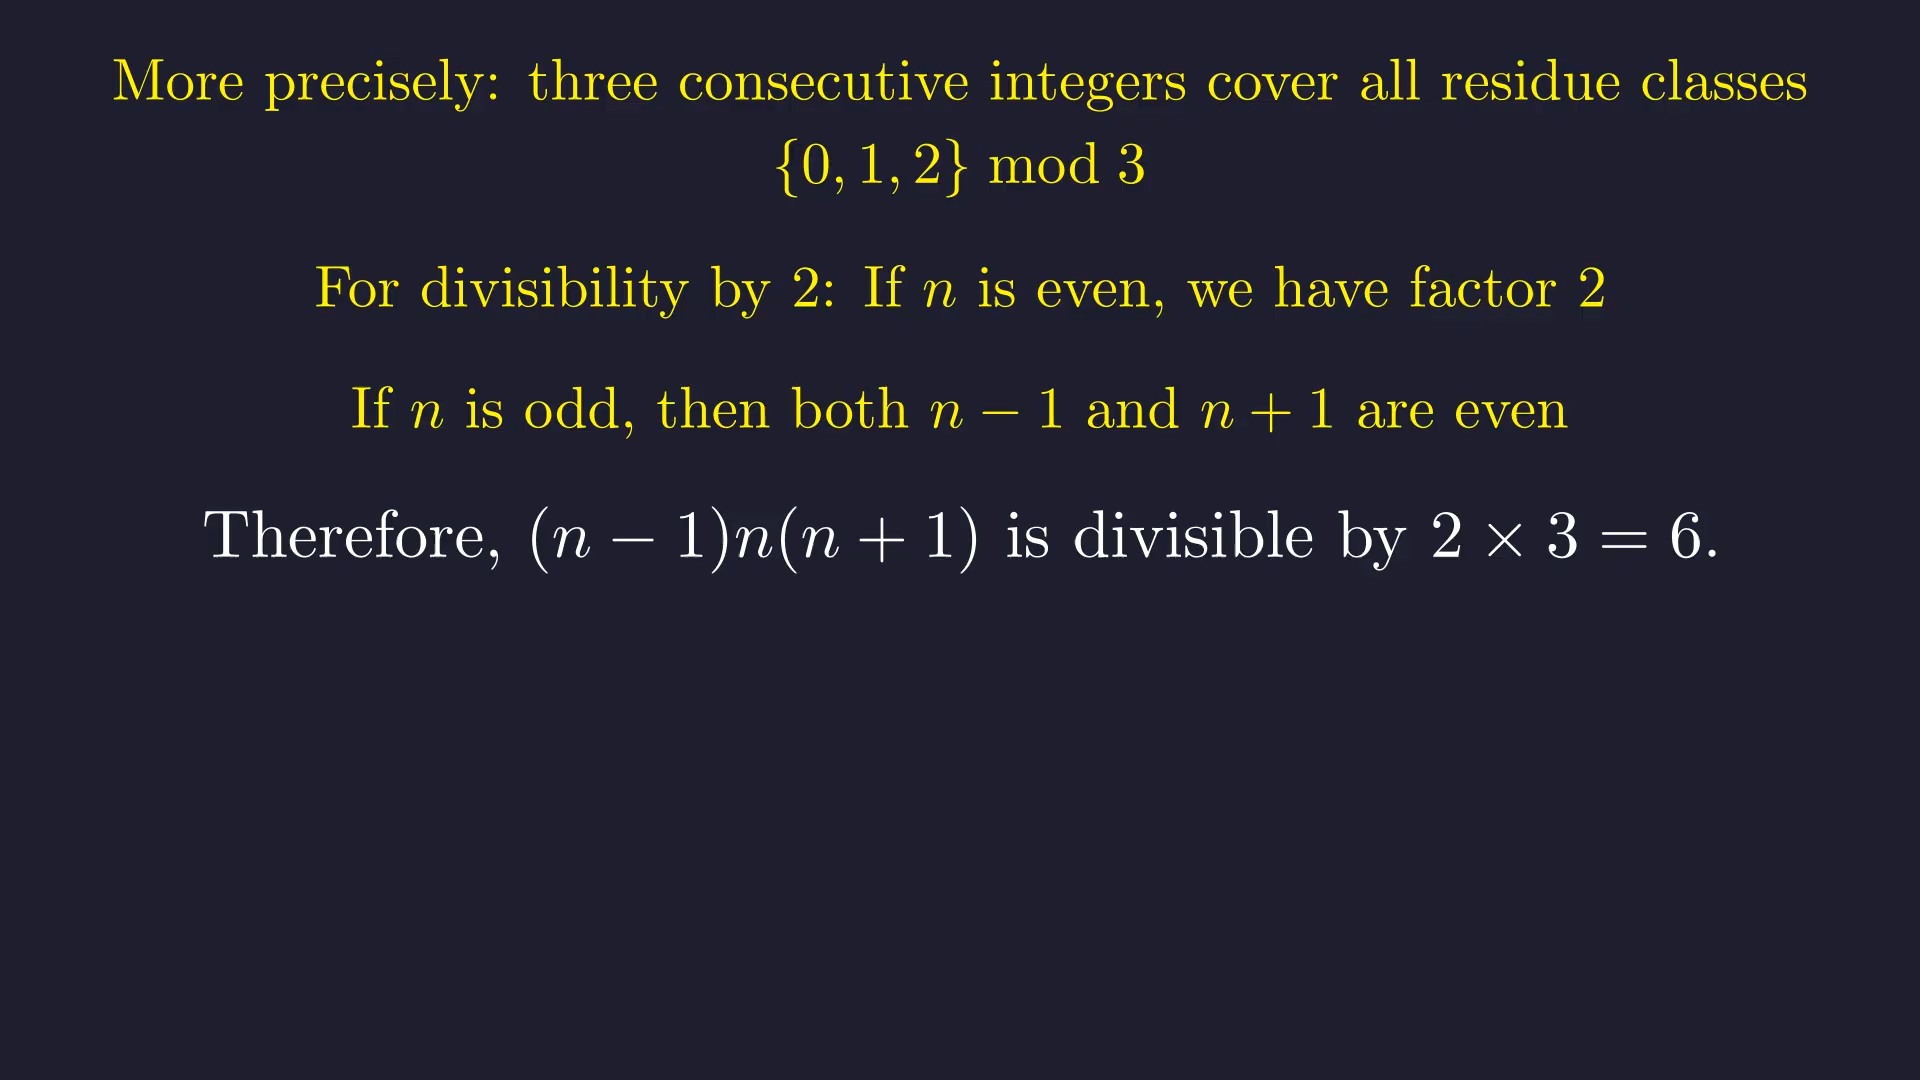 More precisely: three consecutive integers cover all residue classes
{0, 1, 2} mod 3
For divisibility by 2: If n is even, we have factor 2
If n is odd, then both n − 1 and n + 1 are even
Therefore, (n − 1)n(n + 1) is divisible by 2 × 3 = 6.